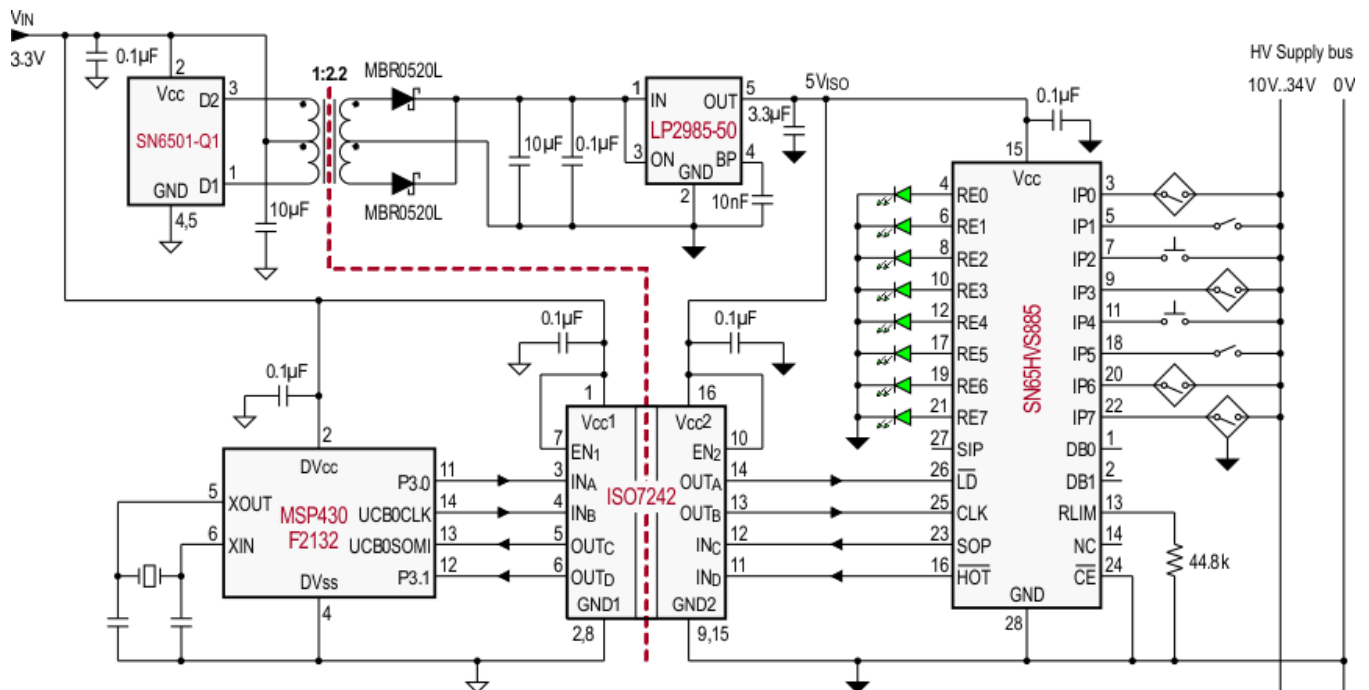 VIN
3.3V
0.1µF
2
Vcc
D2
3
SN6501-Q1
GND
D1
1
4,5
10µF
1:2.2
MBR0520L
MBR0520L
10µF
0.1µF
1
IN
OUT
5
LP2985-50
3
ON
BP
4
GND
2
10nF
3.3µF
5VISO
0.1µF
HV Supply bus
10V..34V
0V
15
Vcc
SN65HVS885
4
RE0
IP0
3
6
RE1
IP1
5
8
RE2
IP2
7
10
RE3
IP3
9
12
RE4
IP4
11
17
RE5
IP5
18
19
RE6
IP6
20
21
RE7
IP7
22
27
SIP
DB0
1
26
LD
DB1
2
25
CLK
RLIM
13
23
SOP
NC
14
16
HOT
CE
24
GND
28
44.8k
0.1µF
0.1µF
0.1µF
2
DVcc
5
XOUT
6
XIN
MSP430
F2132
P3.0
11
UCB0CLK
14
UCB0SOMI
13
P3.1
12
DVss
4
1
16
Vcc1
Vcc2
7
EN1
EN2
10
3
INA
OUTA
14
ISO7242
4
INB
OUTB
13
5
OUTC
INC
12
6
OUTD
IND
11
GND1
GND2
2,8
9,15